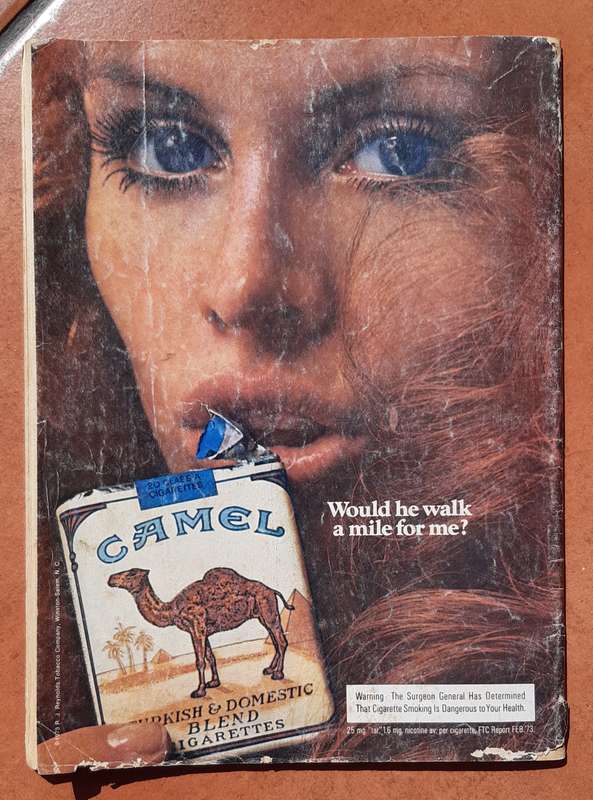 Would he walk
a mile for me?
20 CLASS A
CIGARETTES
CAMEL
TURKISH & DOMESTIC
BLEND
CIGARETTES
Warning: The Surgeon General Has Determined
That Cigarette Smoking Is Dangerous to Your Health.
25 mg. "tar," 1.6 mg. nicotine av. per cigarette, FTC Report FEB.'73.
R. J. Reynolds Tobacco Company, Winston-Salem, N. C.